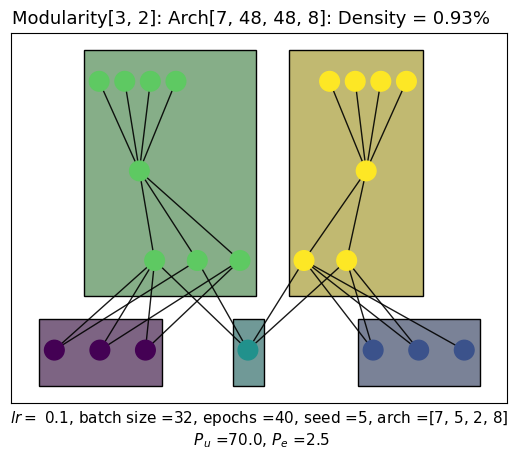 Modularity[3, 2]: Arch[7, 48, 48, 8]: Density = 0.93%
lr = 0.1, batch size =32, epochs =40, seed =5, arch =[7, 5, 2, 8]
P_u =70.0, P_e =2.5